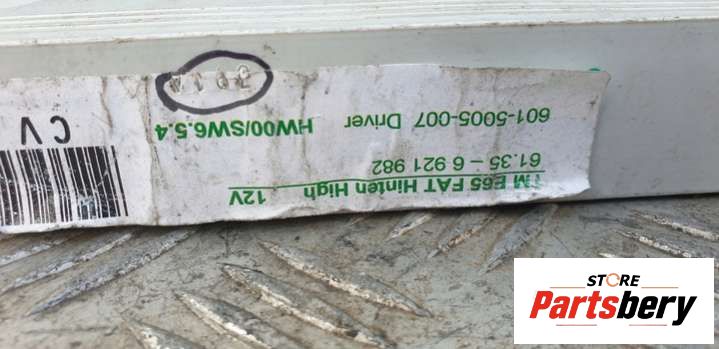 TM E65 FAT Hinten High 12V
61.35 – 6 921 982
601-5005-007 Driver HW00/SW6.5.4
CV
STORE
Partsbery